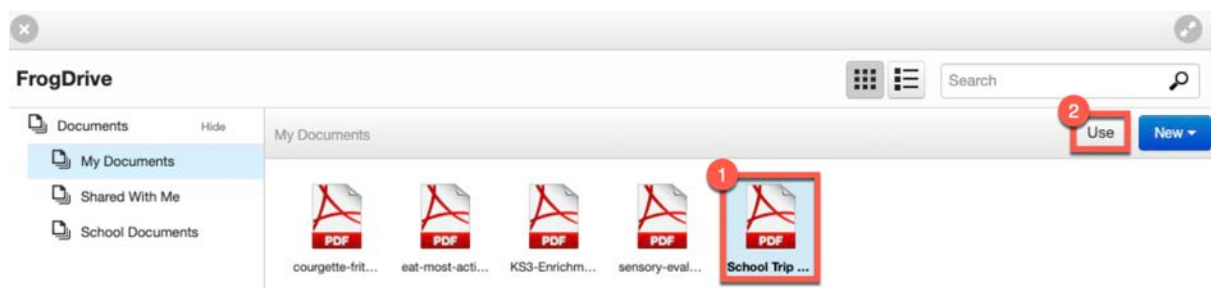 FrogDrive
Search
Documents
Hide
My Documents
Shared With Me
School Documents
My Documents
2
Use
New
1
PDF
PDF
PDF
PDF
PDF
courgette-frit...
eat-most-acti...
KS3-Enrichm...
sensory-eval...
School Trip ...